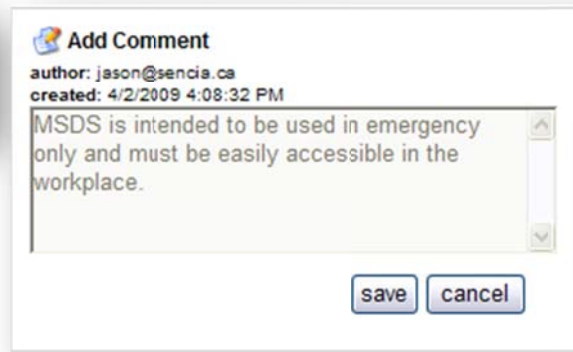 Add Comment
author: jason@sencia.ca
created: 4/2/2009 4:08:32 PM
MSDS is intended to be used in emergency
only and must be easily accessible in the
workplace.
save cancel